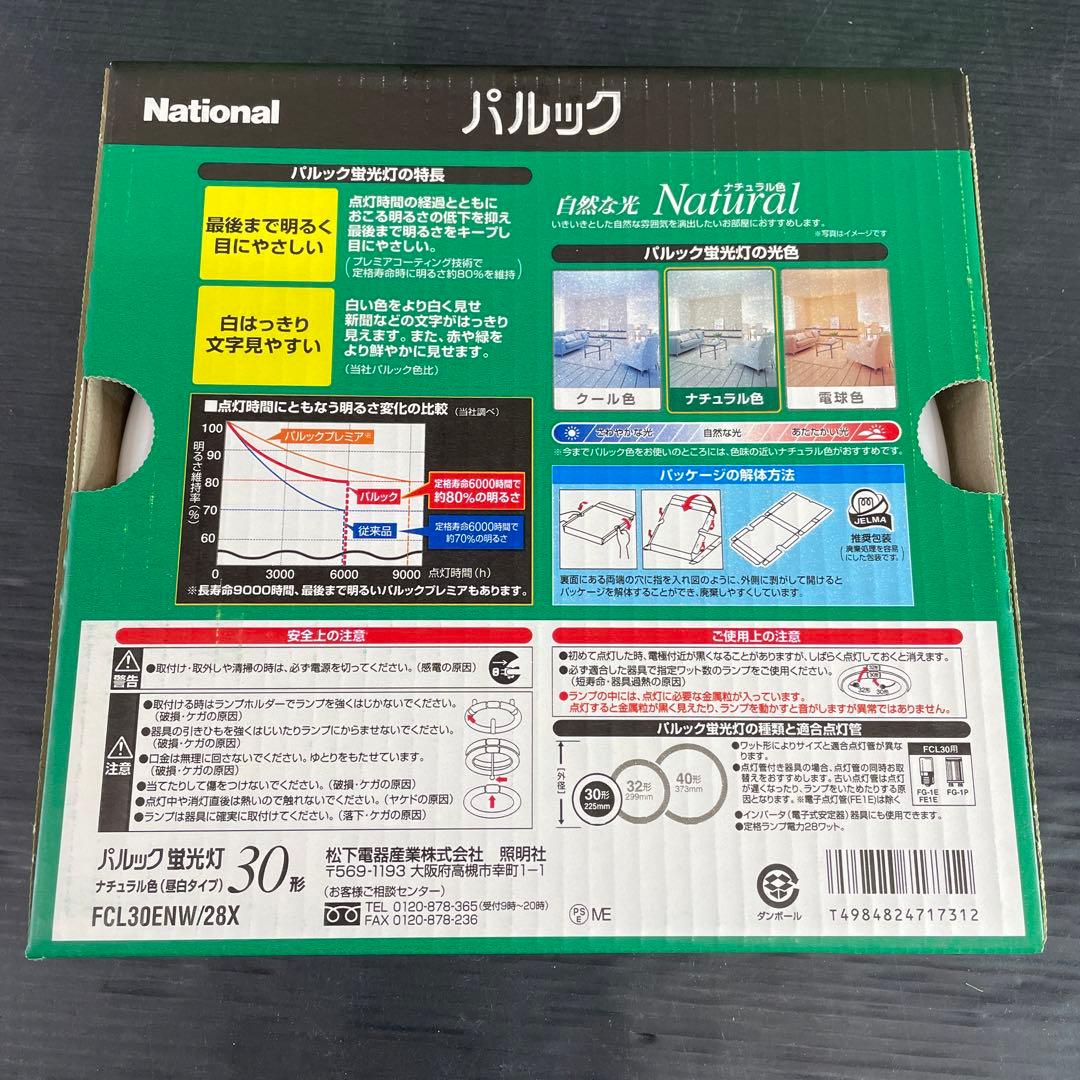 National
パルック
パルック蛍光灯の特長
最後まで明るく
目にやさしい
点灯時間の経過とともに
おこる明るさの低下を抑え
最後まで明るさをキープし
目にやさしい。
(プレミアコーティング技術で
定格寿命時に明るさ約80%を維持)
白はっきり
文字見やすい
白い色をより白く見せ
新聞などの文字がはっきり
見えます。また、赤や緑を
より鮮やかに見せます。
(当社パルック色比)
■点灯時間にともなう明るさ変化の比較 (当社調べ)
明るさ維持率(%)
100
90
80
70
60
0 3000 6000 9000 点灯時間(h)
パルックプレミア※
パルック
定格寿命6000時間で
約80%の明るさ
従来品
定格寿命6000時間で
約70%の明るさ
※長寿命9000時間、最後まで明るいパルックプレミアもあります。
自然な光 Natural
ナチュラル色
いきいきとした自然な雰囲気を演出したいお部屋におすすめします。
※写真はイメージです
パルック蛍光灯の光色
クール色
ナチュラル色
電球色
さわやかな光 自然な光 あたたかい光
※今までパルック色をお使いのところには、色味の近いナチュラル色がおすすめです。
パッケージの解体方法
JELMA
推奨包装
(廃棄処理を容易
にした包装です。)
裏面にある両端の穴に指を入れ図のように、外側に剥がして開けると
パッケージを解体することができ、廃棄しやすくしています。
安全上の注意
警告
●取付け・取外しや清掃の時は、必ず電源を切ってください。(感電の原因)
注意
●取付ける時はランプホルダーでランプを強くはじかないでください。
(破損・ケガの原因)
●器具の引きひもを強くはじいたりランプにからませないでください。
(破損・ケガの原因)
●口金は無理に回さないでください。ゆとりをもたせています。
(破損・ケガの原因)
●当てたりして傷をつけないでください。(破損・ケガの原因)
●点灯中や消灯直後は熱いので触れないでください。(ヤケドの原因)
●ランプは器具に確実に取付けてください。(落下・ケガの原因)
ご使用上の注意
●初めて点灯した時、電極付近が黒くなることがありますが、しばらく点灯しておくと消えます。
●必ず適合した器具で指定ワット数のランプをご使用ください。
(短寿命・器具過熱の原因)
●ランプの中には、点灯に必要な金属粒が入っています。
点灯すると金属粒が黒く見えたり、ランプを動かすと音がしますが異常ではありません。
32形
30形
32形 30形
パルック蛍光灯の種類と適合点灯管
[外径]
30形
225mm
32形
299mm
40形
373mm
●ワット形によりサイズと適合点灯管が異な
ります。
●点灯管付き器具の場合、点灯管の同時お取
替えをおすすめします。古い点灯管は点灯
が遅くなったり、ランプをいためたりする原
因となります。※電子点灯管(FE1E)は除く
●インバータ(電子式安定器)器具にも使用できます。
●定格ランプ電力28ワット。
FCL30用
FG-1E
FE1E
FG-1P
パルック蛍光灯
ナチュラル色(昼白タイプ)
30形
FCL30ENW/28X
松下電器産業株式会社 照明社
〒569-1193 大阪府高槻市幸町1-1
(お客様ご相談センター)
TEL 0120-878-365(受付9時~20時)
FAX 0120-878-236
PSE ME
ダンボール
T4984824717312